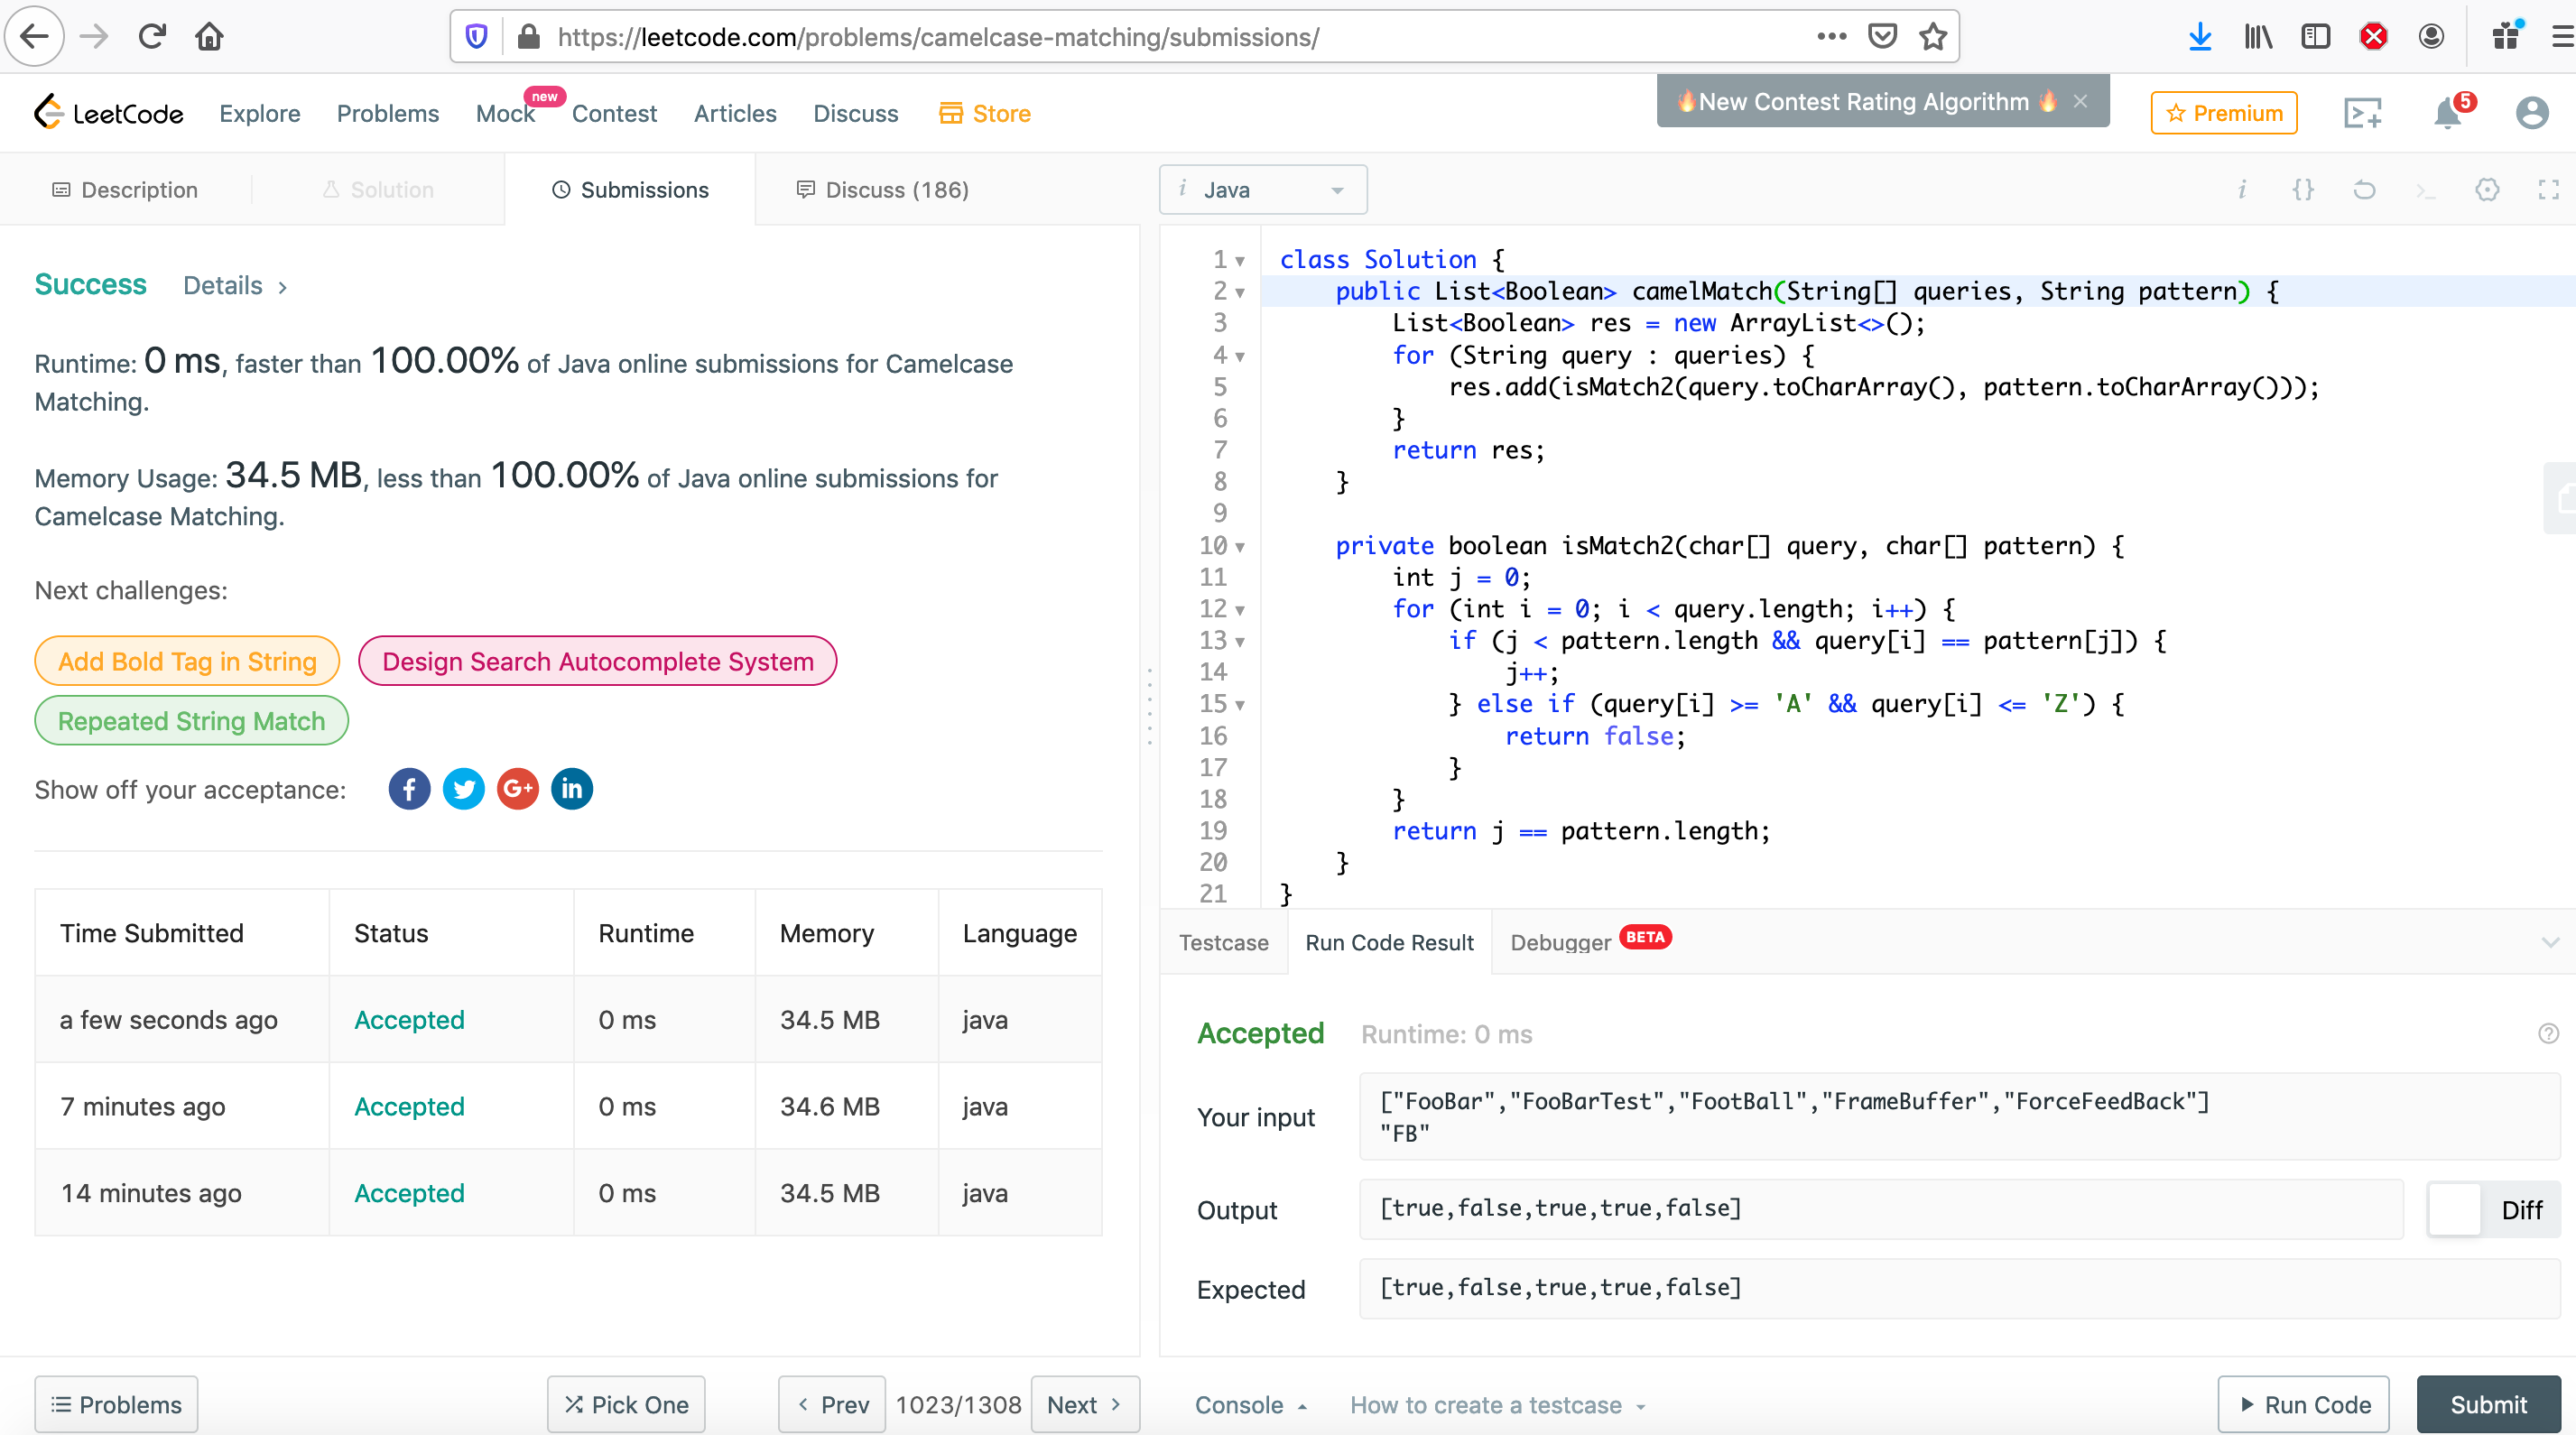 https://leetcode.com/problems/camelcase-matching/submissions/
LeetCode Explore Problems Mock new Contest Articles Discuss Store 🔥New Contest Rating Algorithm 🔥 × Premium 5
Description Solution Submissions Discuss (186)
Success Details >
Runtime: 0 ms, faster than 100.00% of Java online submissions for Camelcase
Matching.
Memory Usage: 34.5 MB, less than 100.00% of Java online submissions for
Camelcase Matching.
Next challenges:
Add Bold Tag in String Design Search Autocomplete System
Repeated String Match
Show off your acceptance: f G+ in
Time Submitted Status Runtime Memory Language
a few seconds ago Accepted 0 ms 34.5 MB java
7 minutes ago Accepted 0 ms 34.6 MB java
14 minutes ago Accepted 0 ms 34.5 MB java
Problems Pick One < Prev 1023/1308 Next >
i Java i {}  >_
1 class Solution {
2     public List<Boolean> camelMatch(String[] queries, String pattern) {
3         List<Boolean> res = new ArrayList<>();
4         for (String query : queries) {
5             res.add(isMatch2(query.toCharArray(), pattern.toCharArray()));
6         }
7         return res;
8     }
9
10     private boolean isMatch2(char[] query, char[] pattern) {
11         int j = 0;
12         for (int i = 0; i < query.length; i++) {
13             if (j < pattern.length && query[i] == pattern[j]) {
14                 j++;
15             } else if (query[i] >= 'A' && query[i] <= 'Z') {
16                 return false;
17             }
18         }
19         return j == pattern.length;
20     }
21 }
Testcase Run Code Result Debugger BETA
Accepted Runtime: 0 ms ?
Your input
["FooBar","FooBarTest","FootBall","FrameBuffer","ForceFeedBack"]
"FB"
Output [true,false,true,true,false] Diff
Expected [true,false,true,true,false]
Console How to create a testcase Run Code Submit